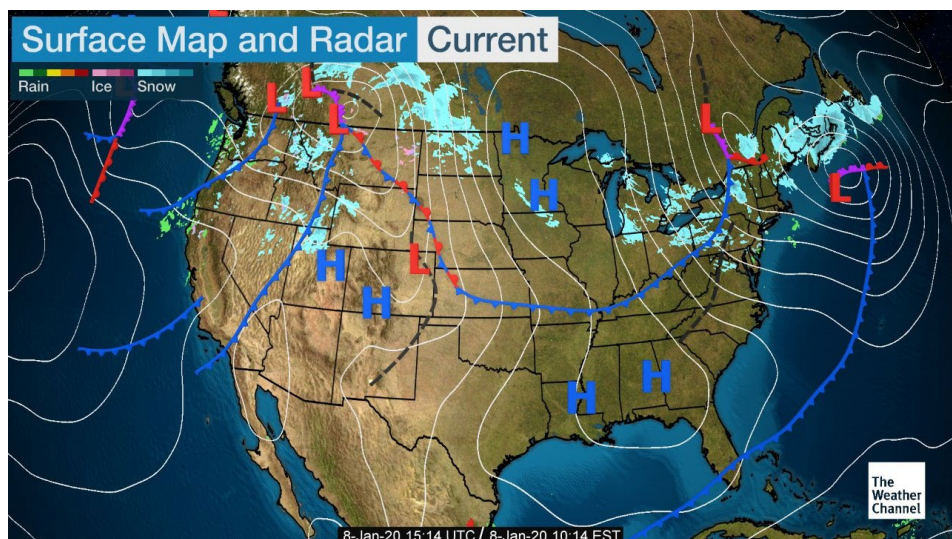 Surface Map and Radar Current
Rain Ice Snow
L
L
L
L
L
L
H
H
H
H
H
H
The
Weather
Channel
8-Jan-20 15:14 UTC / 8-Jan-20 10:14 EST